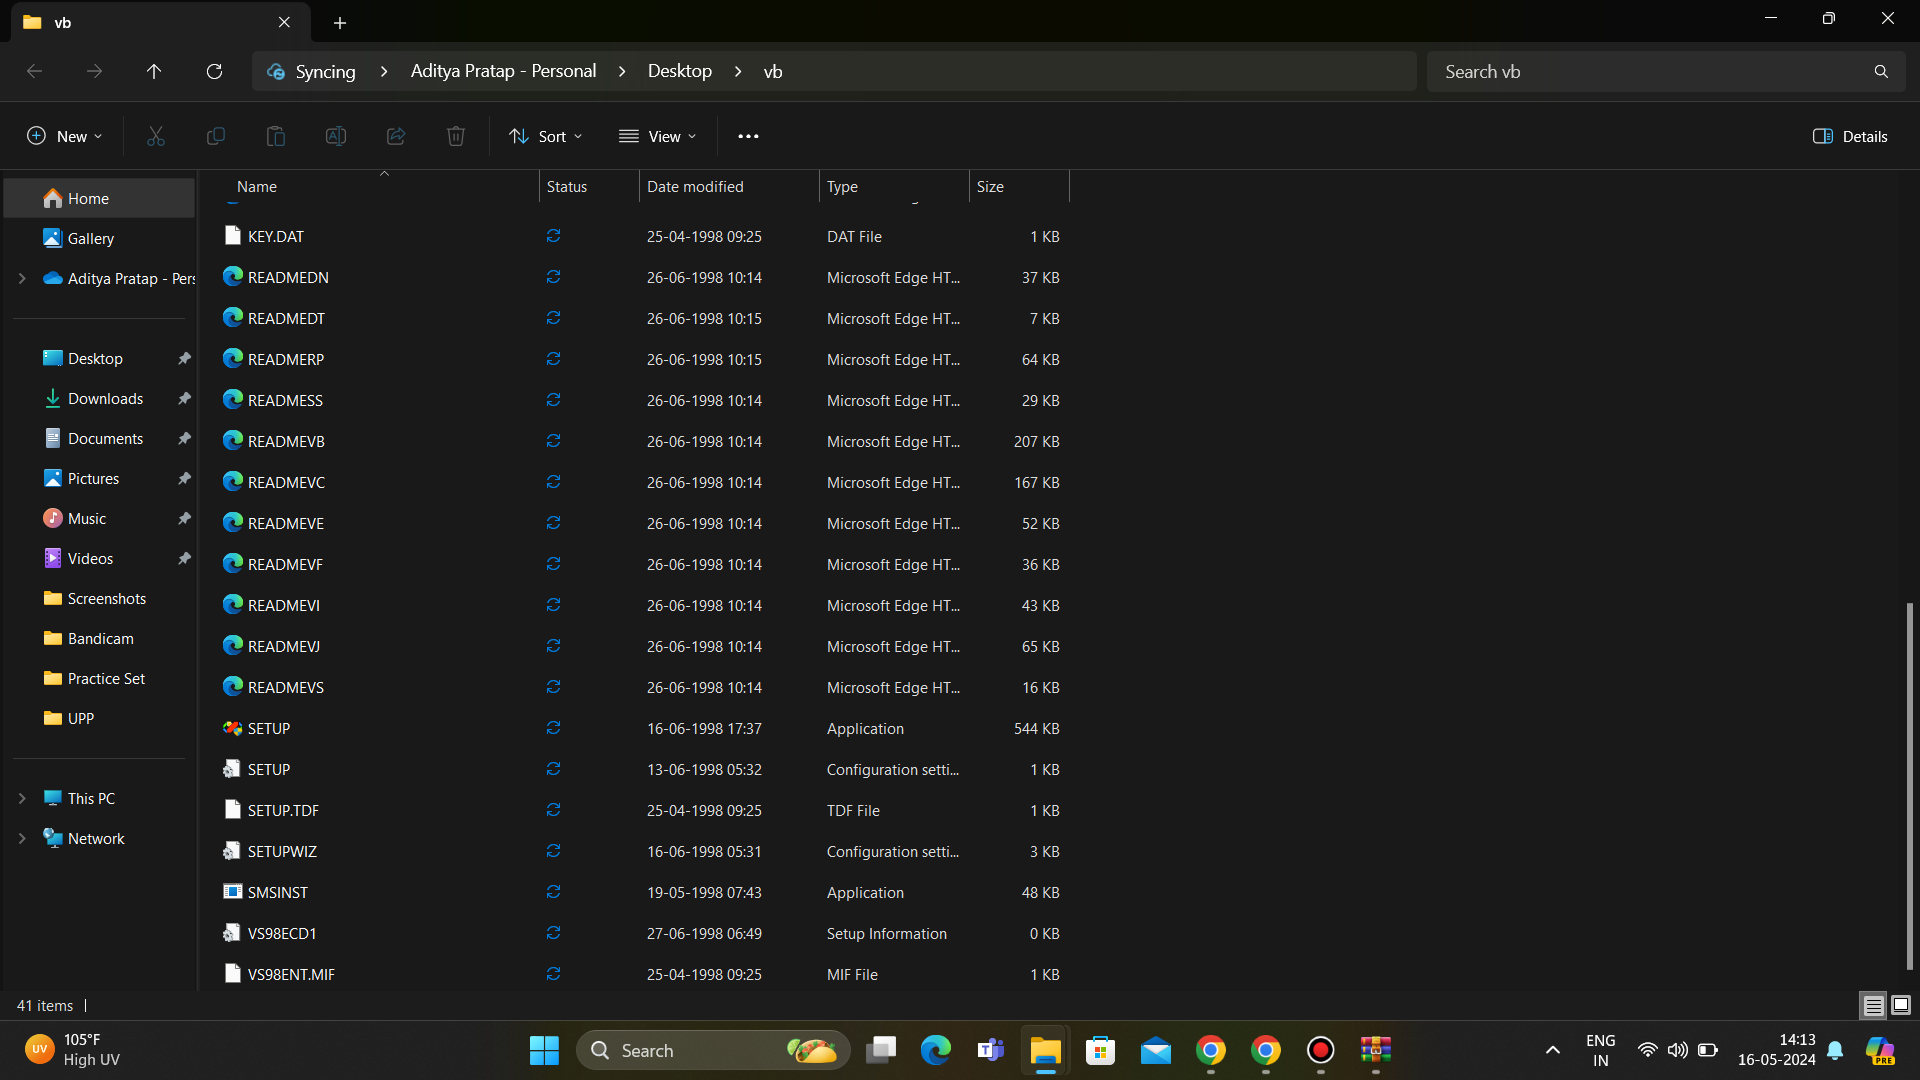 vb
Syncing > Aditya Pratap - Personal > Desktop > vb
Search vb
New
Sort
View
Details
Name Status Date modified Type Size
Home
Gallery
Aditya Pratap - Pers
Desktop
Downloads
Documents
Pictures
Music
Videos
Screenshots
Bandicam
Practice Set
UPP
This PC
Network
KEY.DAT 25-04-1998 09:25 DAT File 1 KB
READMEDN 26-06-1998 10:14 Microsoft Edge HT... 37 KB
READMEDT 26-06-1998 10:15 Microsoft Edge HT... 7 KB
READMERP 26-06-1998 10:15 Microsoft Edge HT... 64 KB
READMESS 26-06-1998 10:14 Microsoft Edge HT... 29 KB
READMEVB 26-06-1998 10:14 Microsoft Edge HT... 207 KB
READMEVC 26-06-1998 10:14 Microsoft Edge HT... 167 KB
READMEVE 26-06-1998 10:14 Microsoft Edge HT... 52 KB
READMEVF 26-06-1998 10:14 Microsoft Edge HT... 36 KB
READMEVI 26-06-1998 10:14 Microsoft Edge HT... 43 KB
READMEVJ 26-06-1998 10:14 Microsoft Edge HT... 65 KB
READMEVS 26-06-1998 10:14 Microsoft Edge HT... 16 KB
SETUP 16-06-1998 17:37 Application 544 KB
SETUP 13-06-1998 05:32 Configuration setti... 1 KB
SETUP.TDF 25-04-1998 09:25 TDF File 1 KB
SETUPWIZ 16-06-1998 05:31 Configuration setti... 3 KB
SMSINST 19-05-1998 07:43 Application 48 KB
VS98ECD1 27-06-1998 06:49 Setup Information 0 KB
VS98ENT.MIF 25-04-1998 09:25 MIF File 1 KB
41 items
UV
105°F
High UV
Search
ENG
IN
14:13
16-05-2024
PRE